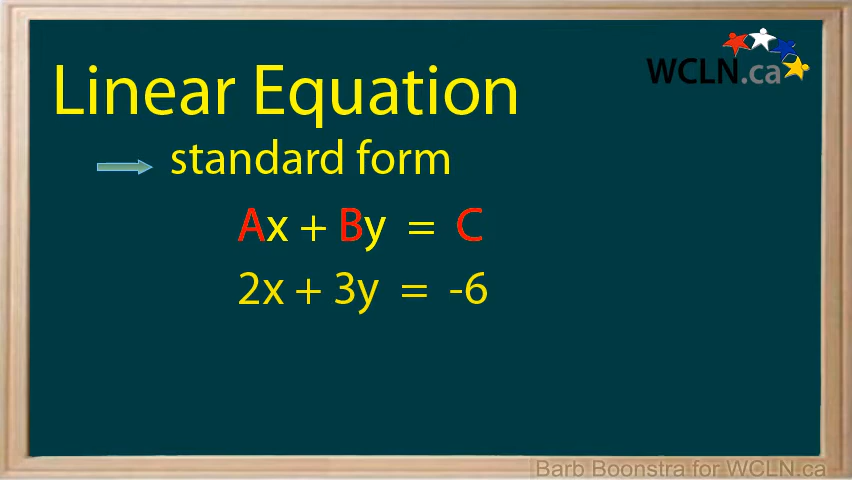 WCLN.ca
Linear Equation
standard form
Ax + By = C
2x + 3y = -6
Barb Boonstra for WCLN.ca